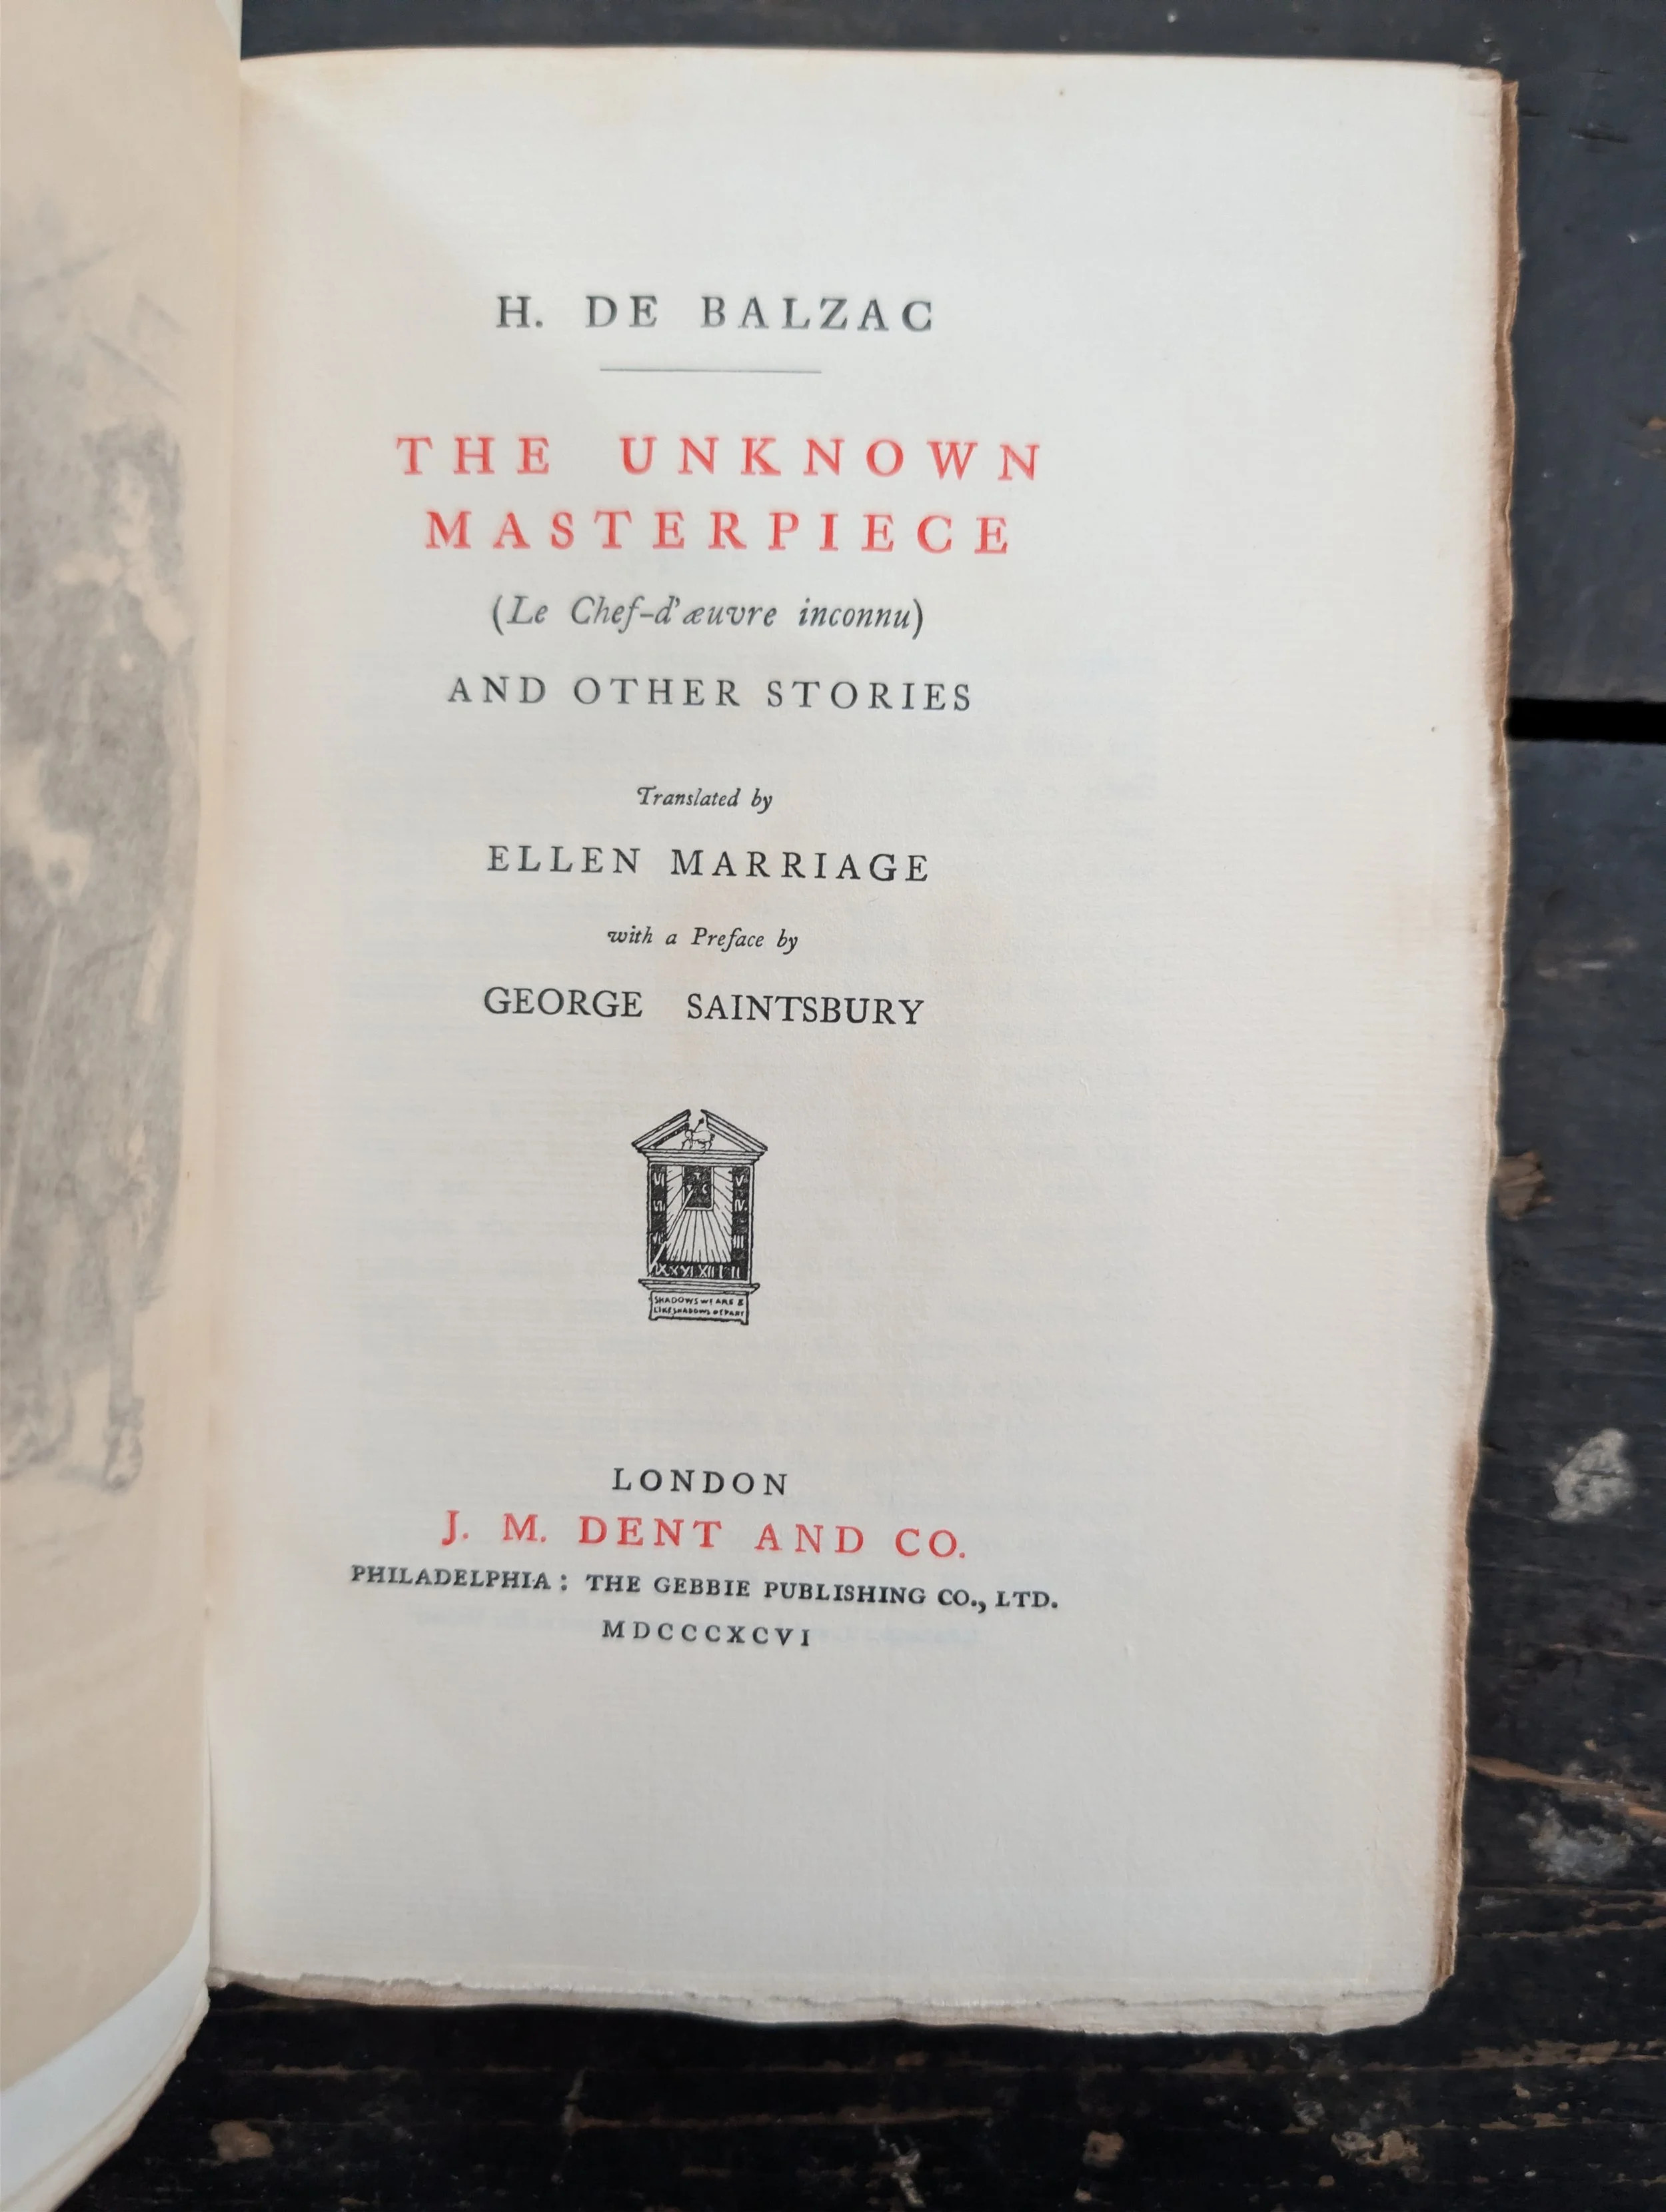 H. DE BALZAC
THE UNKNOWN
MASTERPIECE
(Le Chef-d'œuvre inconnu)
AND OTHER STORIES
Translated by
ELLEN MARRIAGE
with a Preface by
GEORGE SAINTSBURY
SHADOWS WE ARE &
LIKE SHADOWS DEPART
LONDON
J. M. DENT AND CO.
PHILADELPHIA: THE GEBBIE PUBLISHING CO., LTD.
MDCCCXCVI